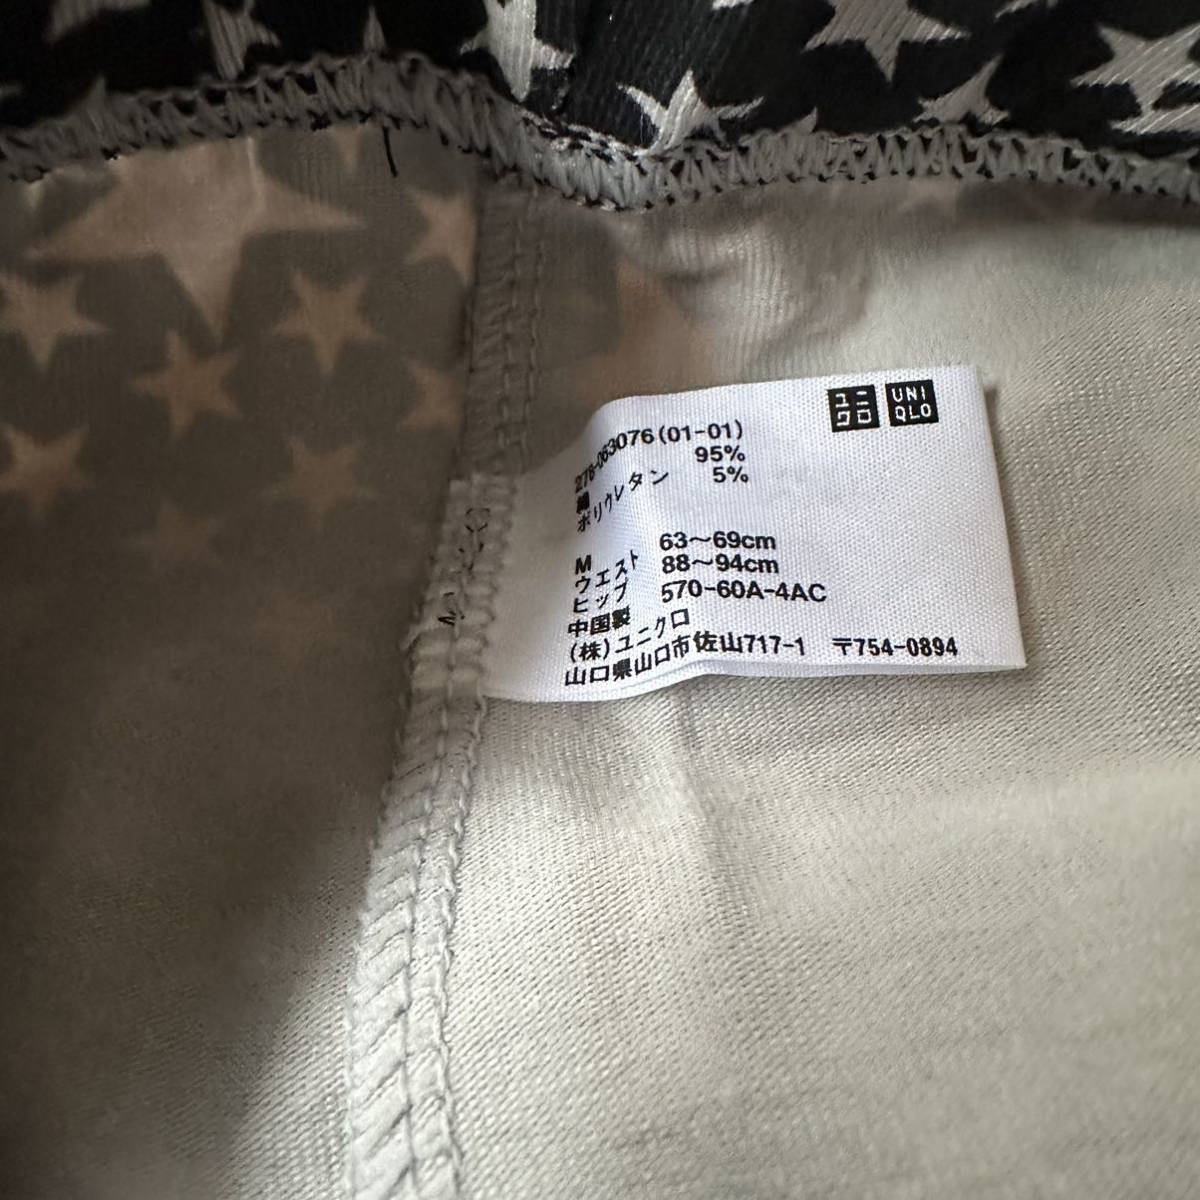 ユニクロ UNIQLO
278-063076(01-01)
綿 95%
ポリウレタン 5%
M
ウエスト 63～69cm
ヒップ 88～94cm
中国製 570-60A-4AC
(株)ユニクロ
山口県山口市佐山717-1 〒754-0894